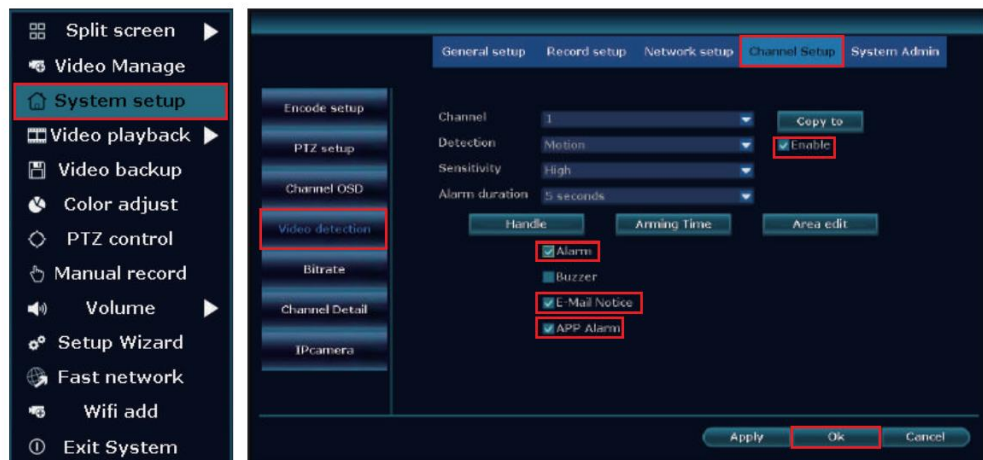 Split screen
Video Manage
System setup
Video playback
Video backup
Color adjust
PTZ control
Manual record
Volume
Setup Wizard
Fast network
Wifi add
Exit System
General setup Record setup Network setup Channel Setup System Admin
Encode setup
PTZ setup
Channel OSD
Video detection
Bitrate
Channel Detail
IPcamera
Channel 1 Copy to
Detection Motion Enable
Sensitivity High
Alarm duration 5 seconds
Handle Arming Time Area edit
Alarm
Buzzer
E-Mail Notice
APP Alarm
Apply Ok Cancel